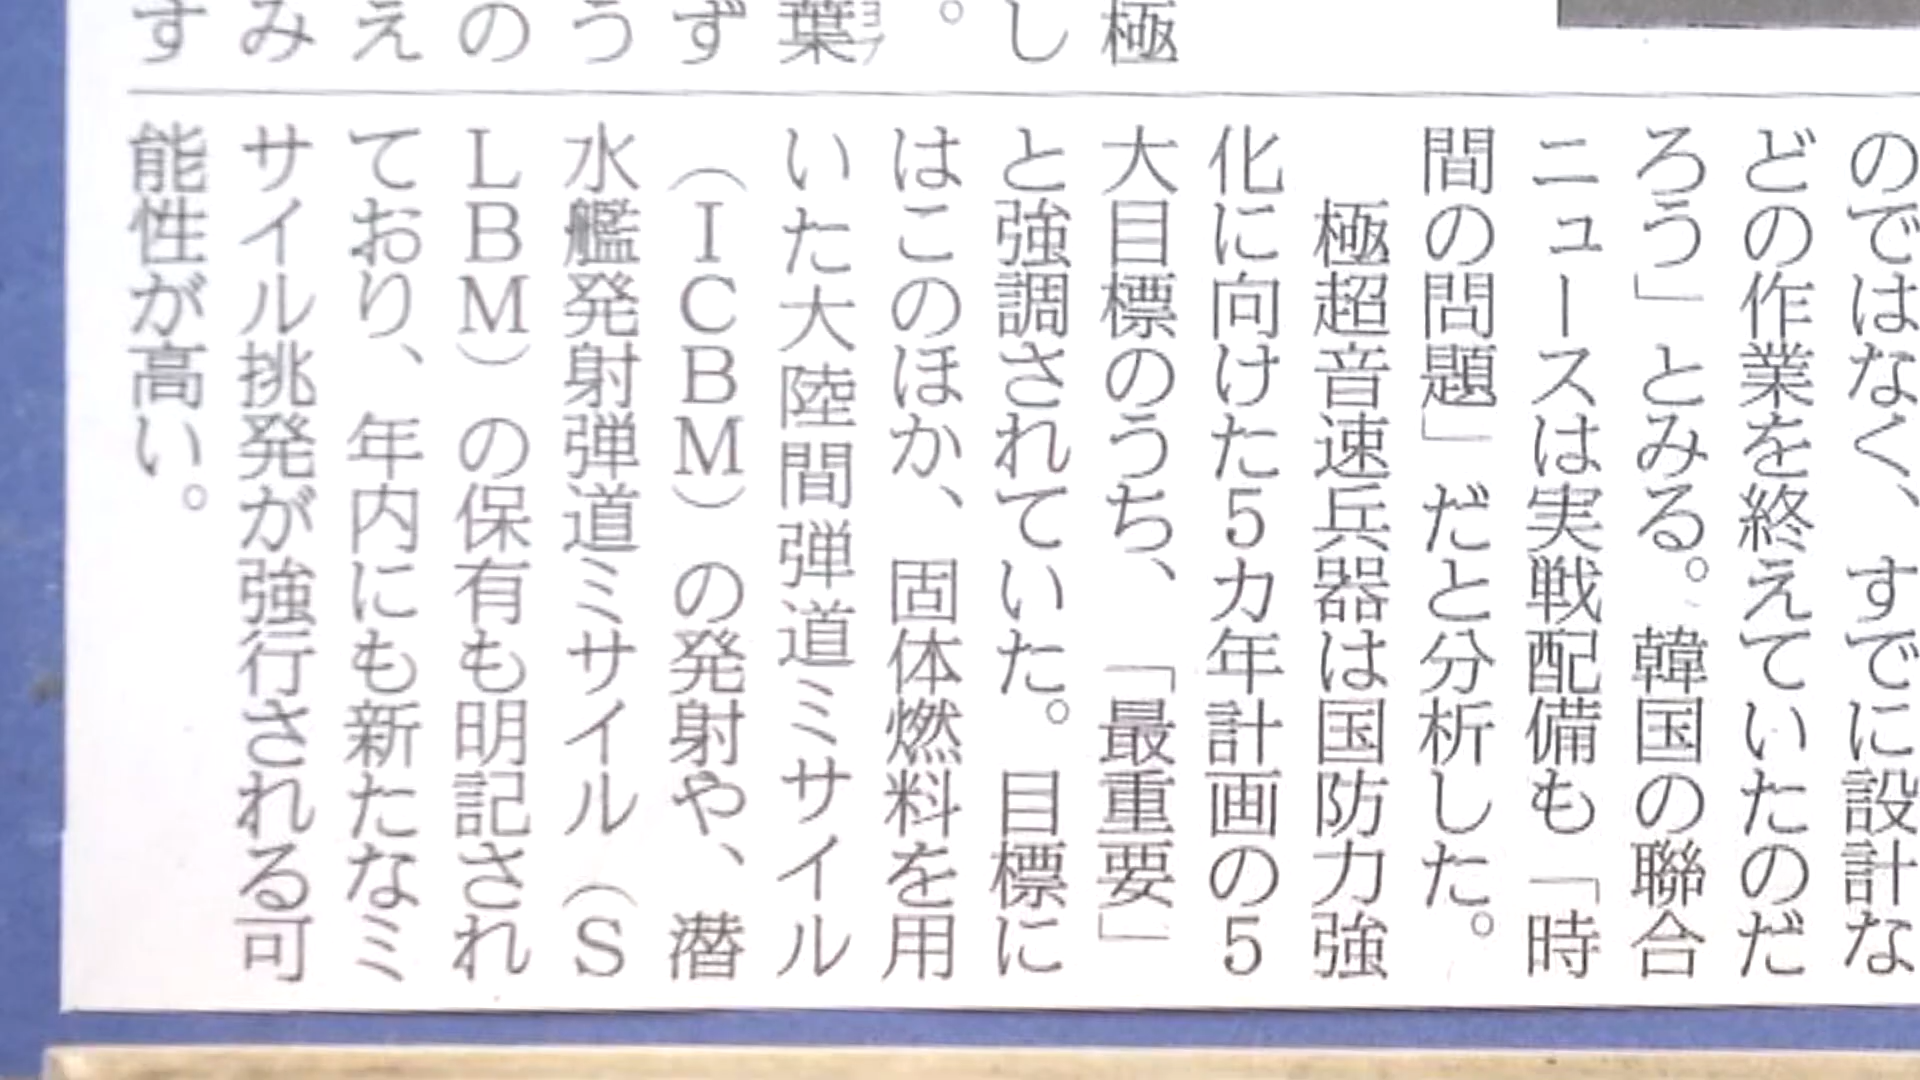 極
し
。
葉ヨプ
ず
う
の
え
み
す
のではなく、すでに設計な
どの作業を終えていたのだ
ろう」とみる。韓国の聯合
ニュースは実戦配備も「時
間の問題」だと分析した。
極超音速兵器は国防力強
化に向けた5カ年計画の5
大目標のうち、「最重要」
と強調されていた。目標に
はこのほか、固体燃料を用
いた大陸間弾道ミサイル
（ICBM）の発射や、潜
水艦発射弾道ミサイル（S
LBM）の保有も明記され
ており、年内にも新たなミ
サイル挑発が強行される可
能性が高い。